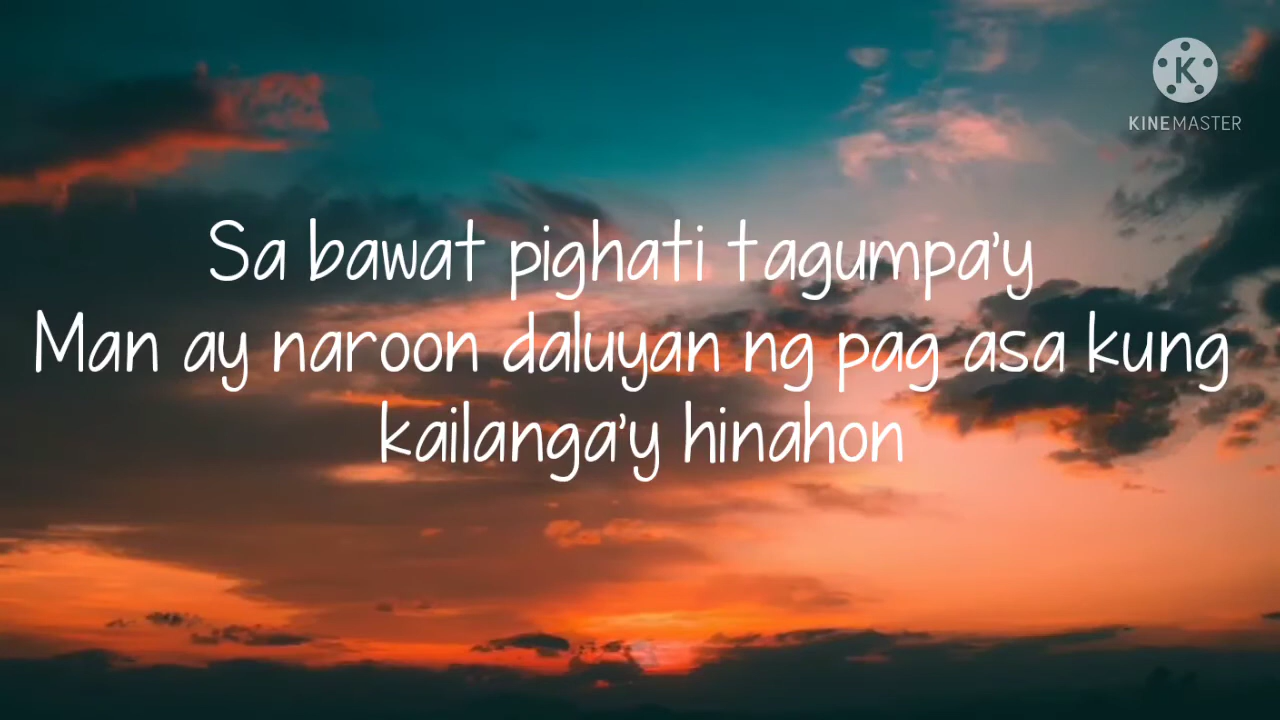 K
KINEMASTER
Sa bawat pighati tagumpa'y
Man ay naroon daluyan ng pag asa kung
kailanga'y hinahon